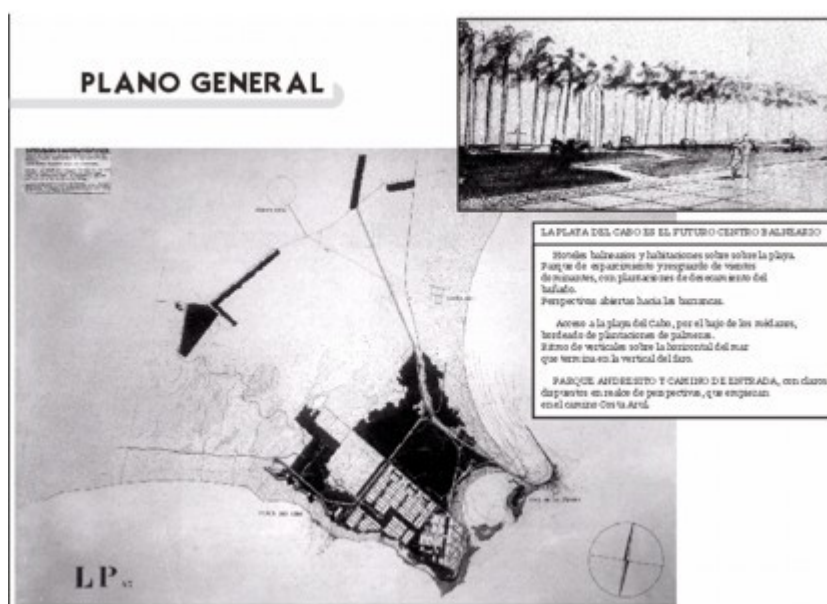 PLANO GENERAL
LA PLAYA DEL CABO ES EL FUTURO CENTRO BALNEARIO
Hoteles balnearios y habitaciones sobre sobre la playa.
Parque de esparcimiento y resguardo de vientos
dominantes, con plantaciones de desecamiento del
bañado.
Perspectivas abiertas hacia las barrancas.
Acceso a la playa del Cabo, por el bajo de los médanos,
bordeado de plantaciones de palmeras.
Ritmo de verticales sobre la horizontal del mar
que termina en la vertical del faro.
PARQUE ANDRESITO Y CAMINO DE ENTRADA, con claros
dispuestos en realce de perspectivas, que empiezan
en el camino Costa Azul.
LP